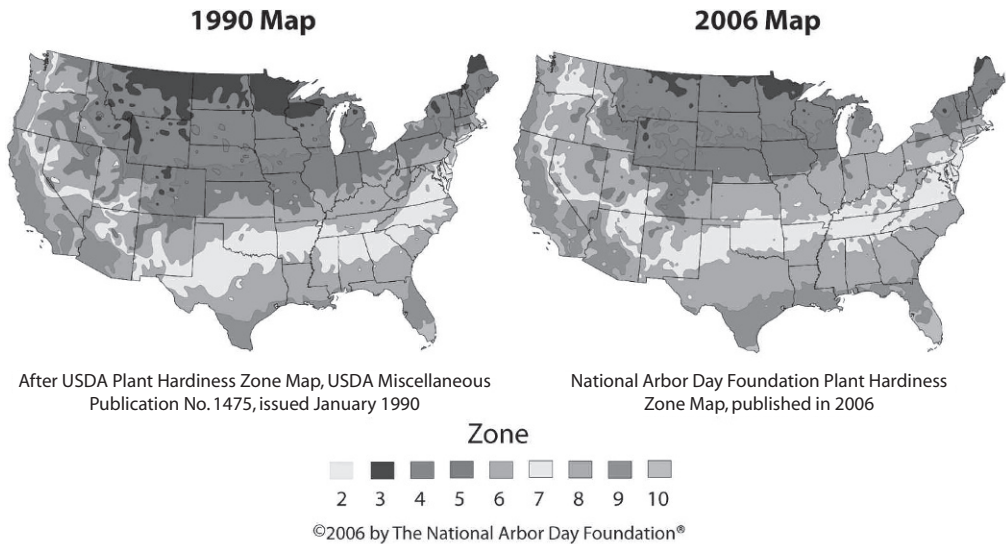 1990 Map
2006 Map
After USDA Plant Hardiness Zone Map, USDA Miscellaneous
Publication No. 1475, issued January 1990
National Arbor Day Foundation Plant Hardiness
Zone Map, published in 2006
Zone
2 3 4 5 6 7 8 9 10
©2006 by The National Arbor Day Foundation®